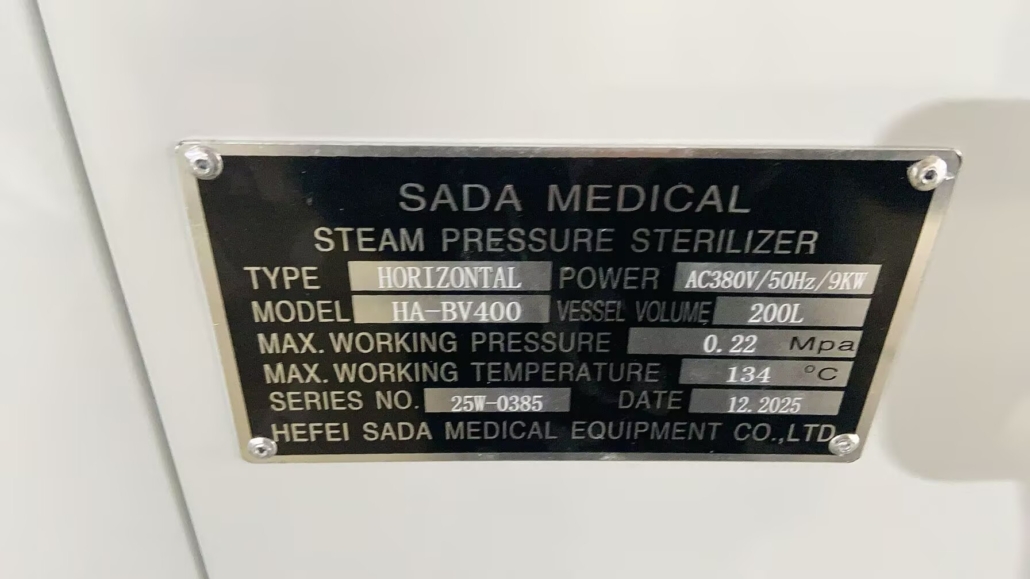 SADA MEDICAL
STEAM PRESSURE STERILIZER
TYPE HORIZONTAL POWER AC380V/50Hz/9KW
MODEL HA-BV400 VESSEL VOLUME 200L
MAX. WORKING PRESSURE 0.22 Mpa
MAX. WORKING TEMPERATURE 134 °C
SERIES NO. 25W-0385 DATE 12.2025
HEFEI SADA MEDICAL EQUIPMENT CO.,LTD